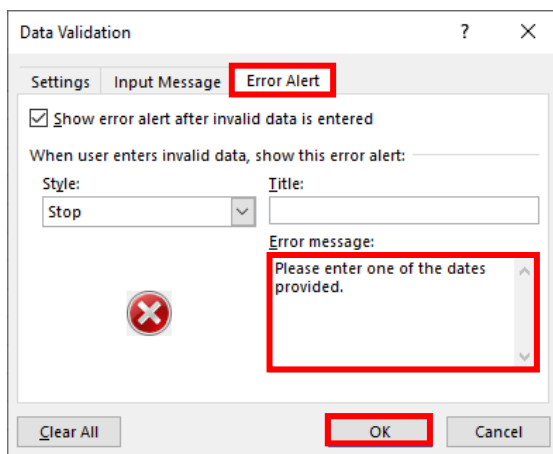 Data Validation ? X
Settings Input Message Error Alert
Show error alert after invalid data is entered
When user enters invalid data, show this error alert:
Style: Title:
Stop
Error message:
Please enter one of the dates
provided.
Clear All OK Cancel